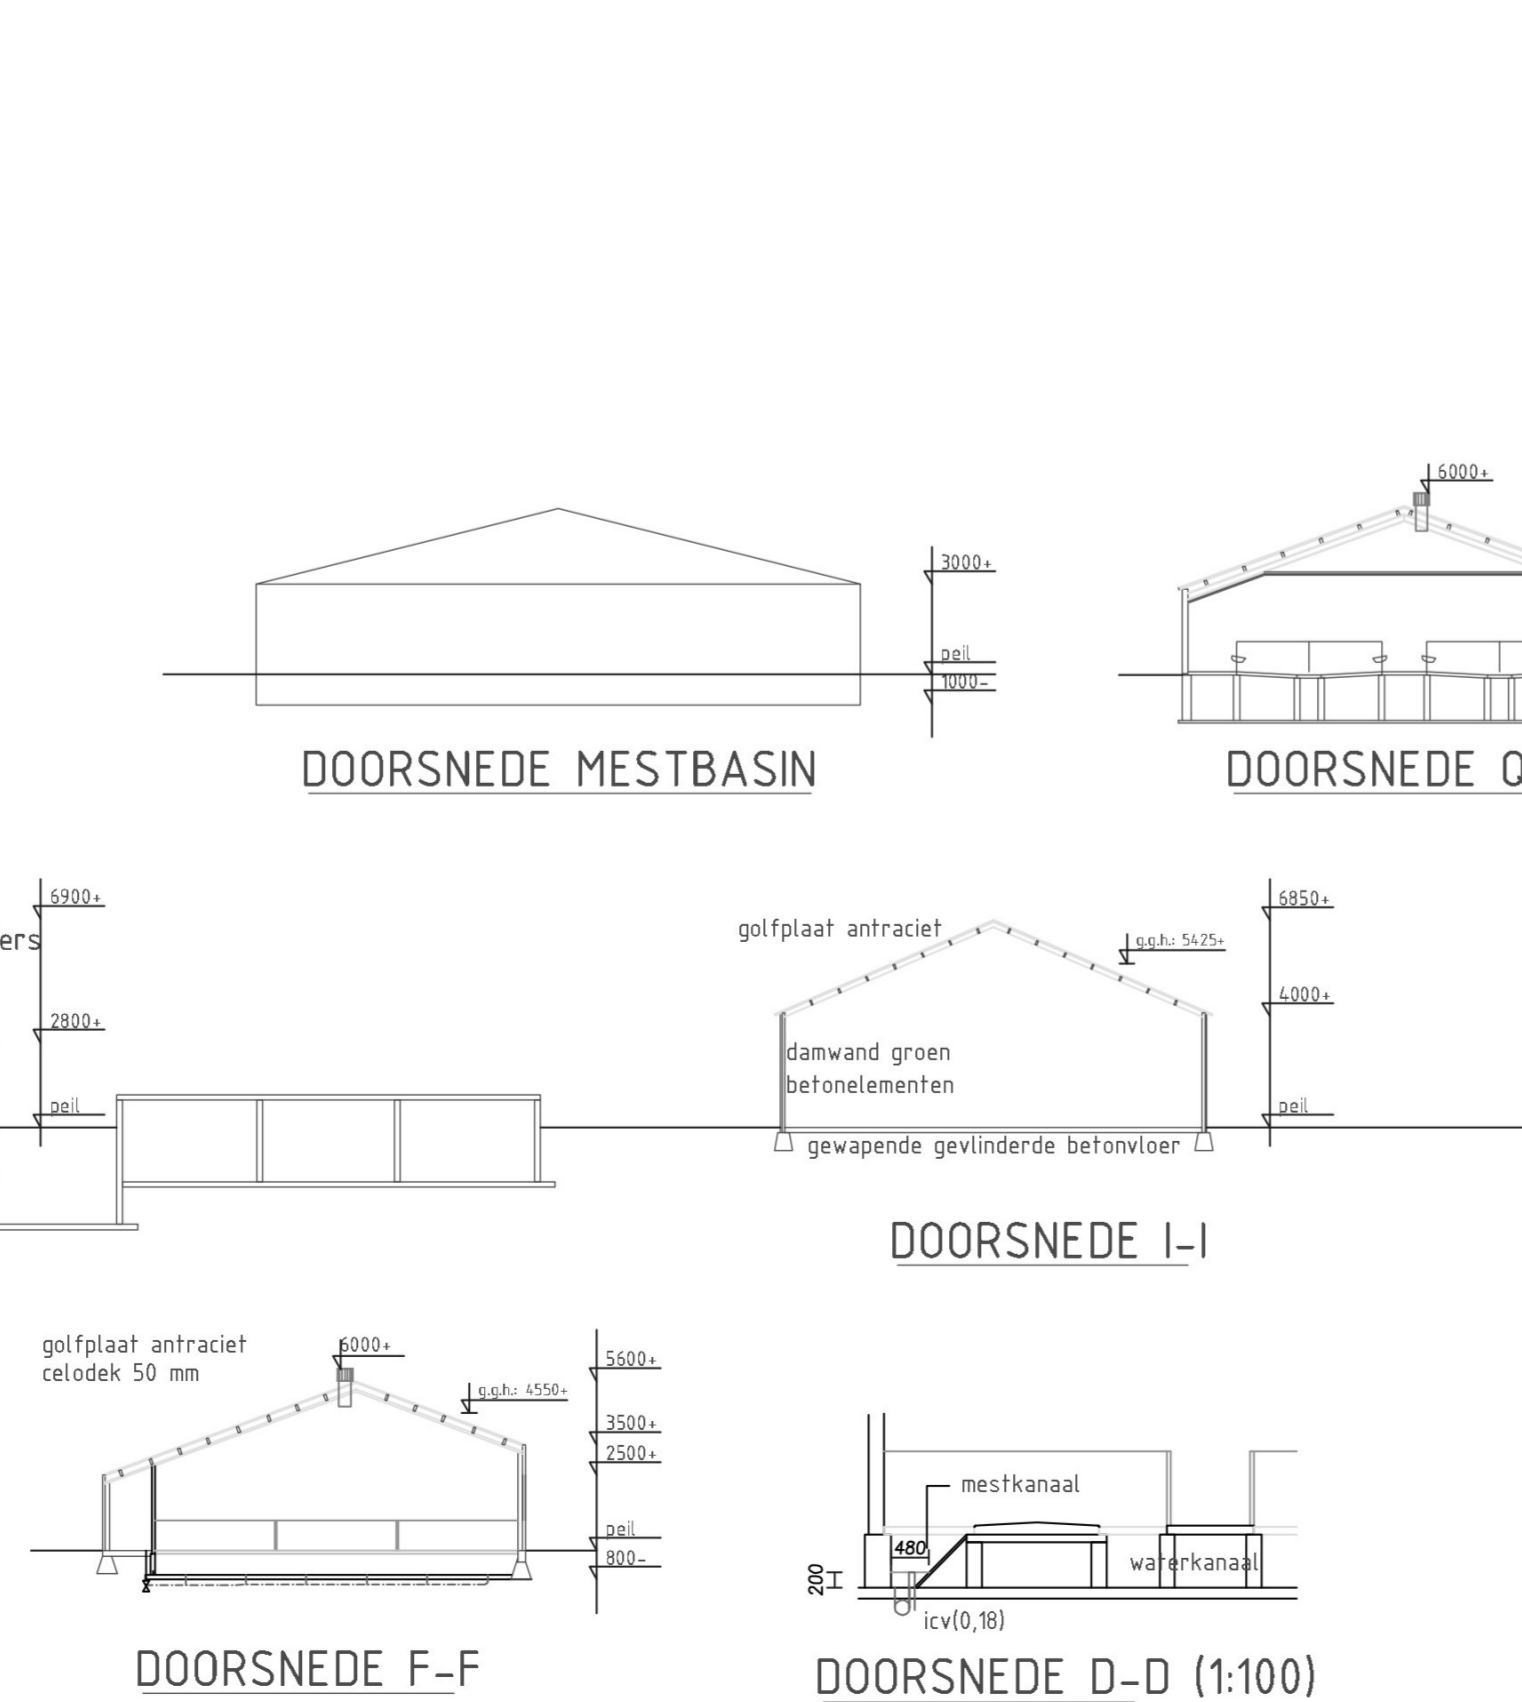 6000+
3000+
peil
1000-
DOORSNEDE MESTBASIN
DOORSNEDE Q
6900+
ers
2800+
peil
golfplaat antraciet
g.g.h.: 5425+
6850+
4000+
damwand groen
betonelementen
peil
gewapende gevlinderde betonvloer
DOORSNEDE I-I
golfplaat antraciet
celodek 50 mm
6000+
g.g.h.: 4550+
5600+
3500+
2500+
peil
800-
DOORSNEDE F-F
mestkanaal
480
200
waterkanaal
icv(0,18)
DOORSNEDE D-D (1:100)